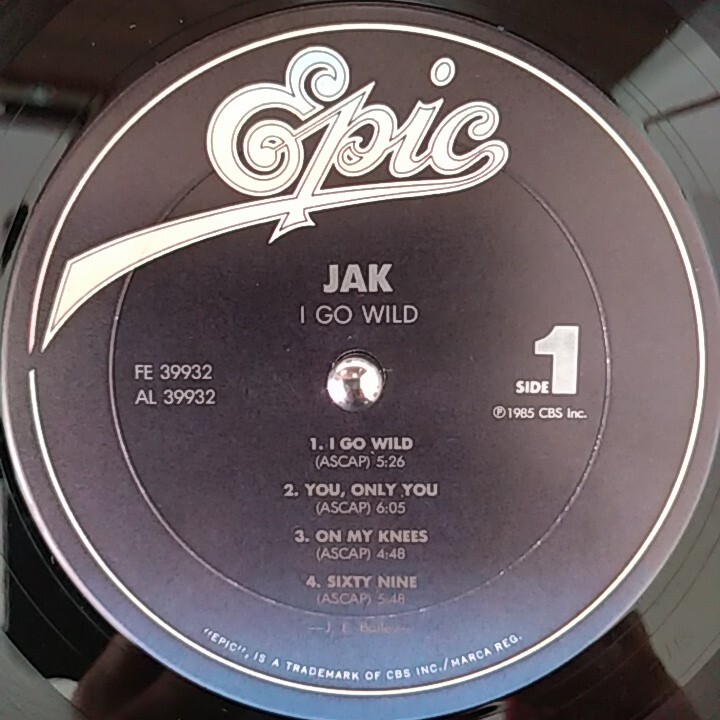 Epic
JAK
I GO WILD
FE 39932
AL 39932
SIDE 1
℗1985 CBS Inc.
1. I GO WILD
(ASCAP) 5:26
2. YOU, ONLY YOU
(ASCAP) 6:05
3. ON MY KNEES
(ASCAP) 4:48
4. SIXTY NINE
(ASCAP) 5:48
—J. E. Bailey—
"EPIC", IS A TRADEMARK OF CBS INC./MARCA REG.